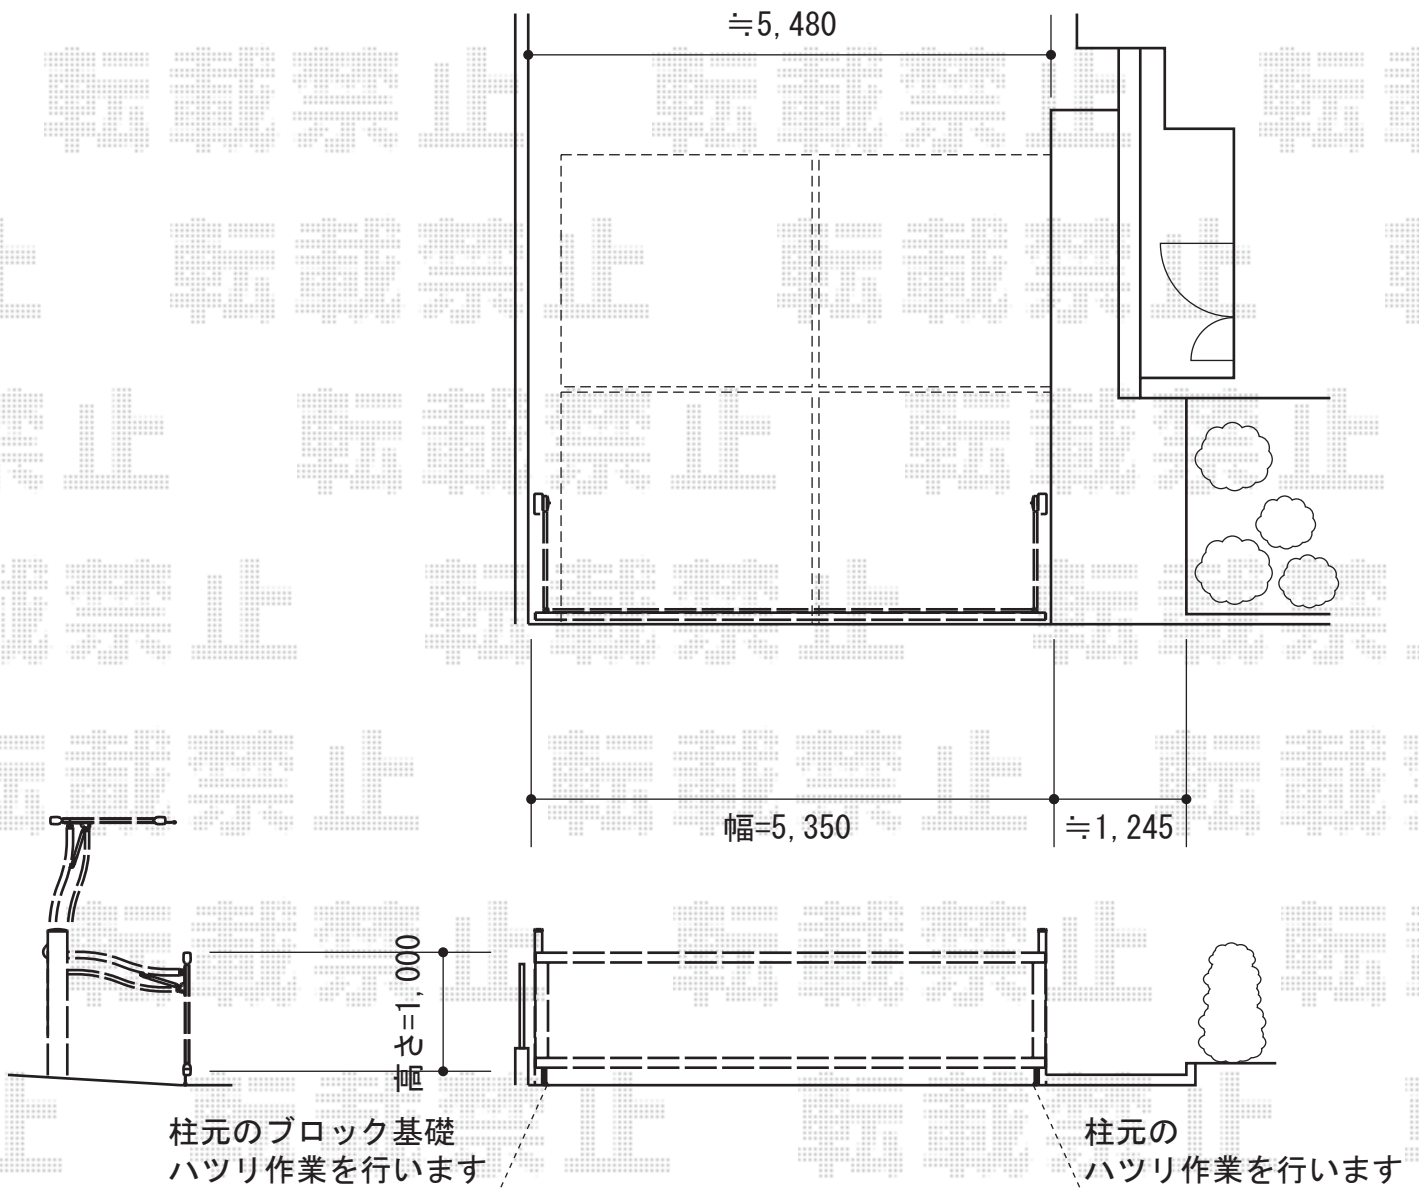 ≒5,480
幅=5,350
≒1,245
高さ=1,000
柱元のブロック基礎
ハツリ作業を行います
柱元の
ハツリ作業を行います
転載禁止